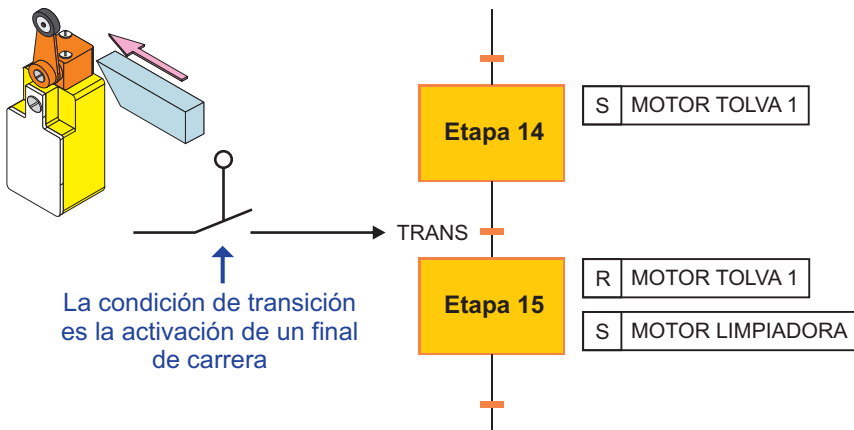 Etapa 14
S MOTOR TOLVA 1
TRANS
La condición de transición
es la activación de un final
de carrera
Etapa 15
R MOTOR TOLVA 1
S MOTOR LIMPIADORA